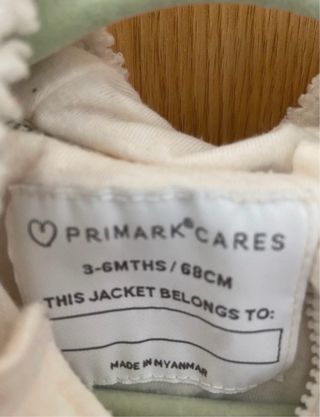 PRIMARK® CARES
3-6MTHS / 68CM
THIS JACKET BELONGS TO:
MADE IN MYANMAR